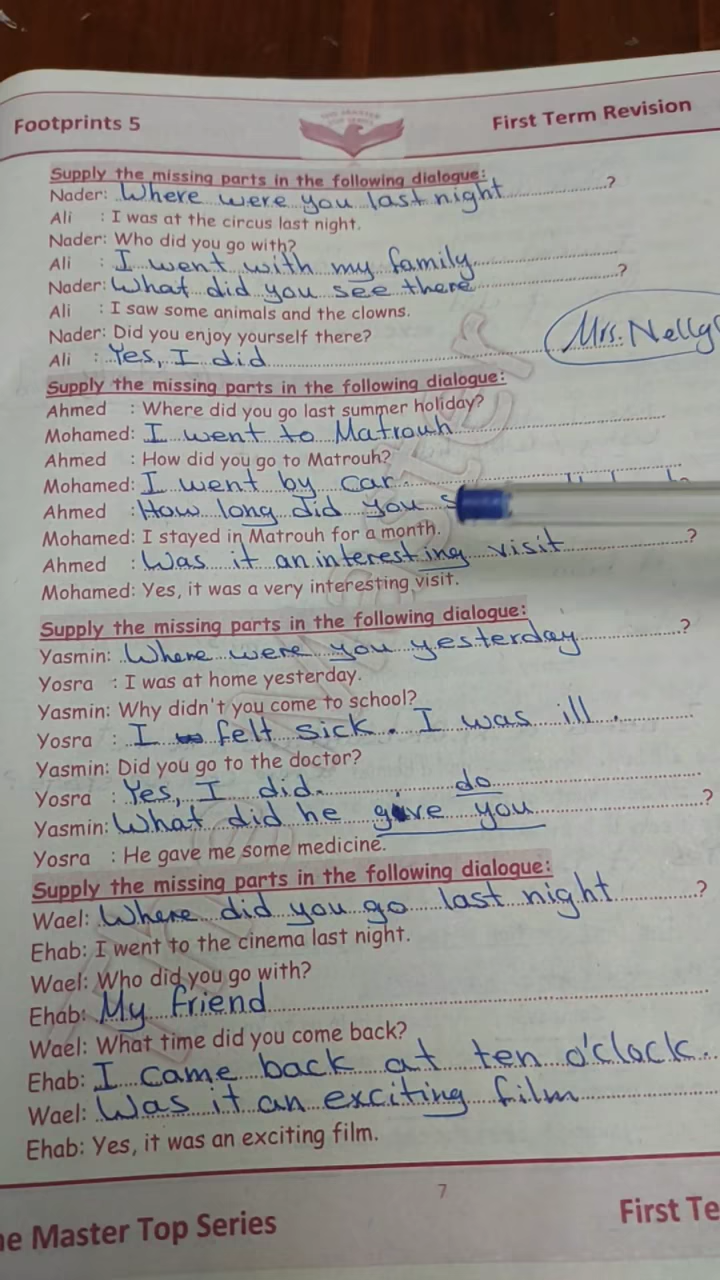 Footprints 5
First Term Revision
Supply the missing parts in the following dialogue:
Nader: Where were you last night ?
Ali : I was at the circus last night.
Nader: Who did you go with?
Ali : I went with my family
Nader: What did you see there ?
Ali : I saw some animals and the clowns.
Nader: Did you enjoy yourself there?
Mrs. Nelly
Ali : Yes, I did
Supply the missing parts in the following dialogue:
Ahmed : Where did you go last summer holiday?
Mohamed: I went to Matrouh
Ahmed : How did you go to Matrouh?
Mohamed: I went by car
Ahmed : How long did you
Mohamed: I stayed in Matrouh for a month.
Ahmed : Was it an interesting visit ?
Mohamed: Yes, it was a very interesting visit.
Supply the missing parts in the following dialogue:
Yasmin: Where were you yesterday ?
Yosra : I was at home yesterday.
Yasmin: Why didn't you come to school?
Yosra : I felt sick. I was ill.
Yasmin: Did you go to the doctor?
Yosra : Yes, I did.
do
Yasmin: What did he give you ?
Yosra : He gave me some medicine.
Supply the missing parts in the following dialogue:
Wael: Where did you go last night ?
Ehab: I went to the cinema last night.
Wael: Who did you go with?
Ehab: My friend
Wael: What time did you come back?
Ehab: I came back at ten o'clock
Wael: Was it an exciting film
Ehab: Yes, it was an exciting film.
7
Master Top Series
First Te